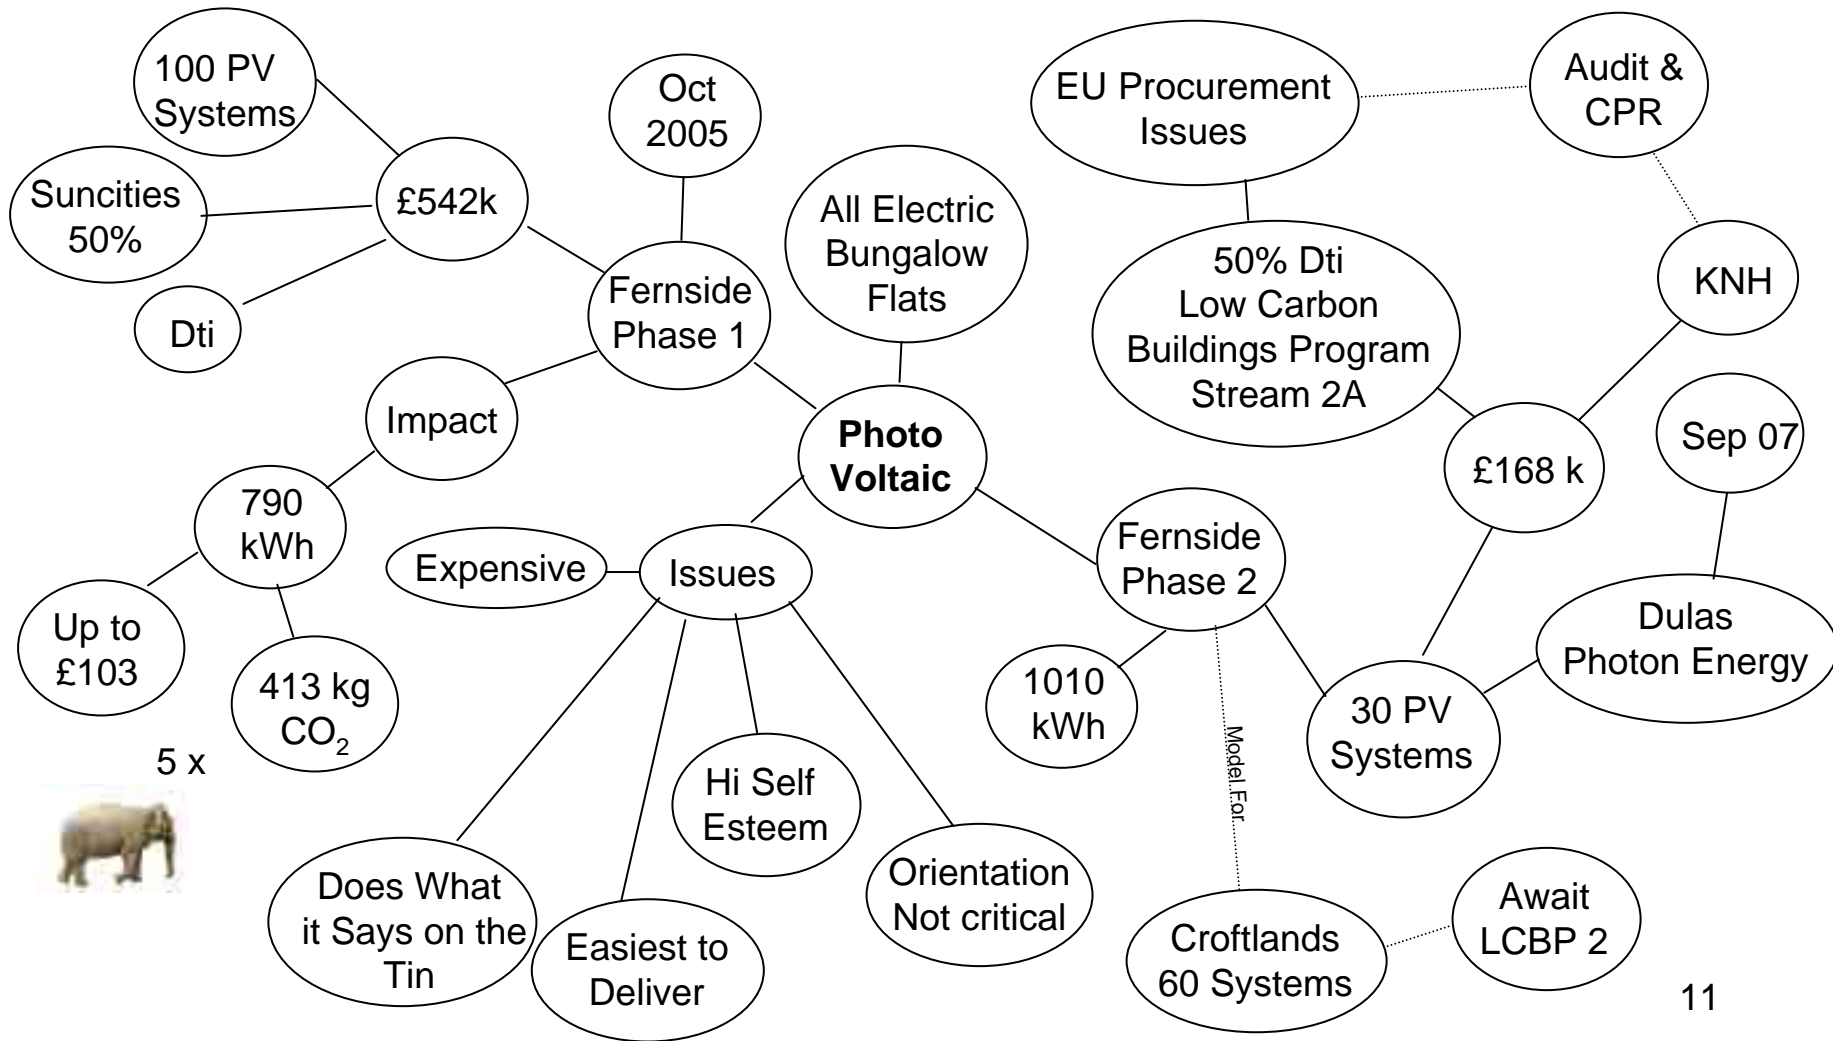 100 PV
Systems
Oct
2005
EU Procurement
Issues
Audit &
CPR
Suncities
50%
£542k
All Electric
Bungalow
Flats
50% Dti
Low Carbon
Buildings Program
Stream 2A
KNH
Dti
Fernside
Phase 1
Impact
Photo
Voltaic
£168 k
Sep 07
790
kWh
Expensive
Issues
Fernside
Phase 2
Dulas
Photon Energy
Up to
£103
413 kg
CO₂
1010
kWh
30 PV
Systems
Model For
5 x
Hi Self
Esteem
Does What
it Says on the
Tin
Easiest to
Deliver
Orientation
Not critical
Croftlands
60 Systems
Await
LCBP 2
11